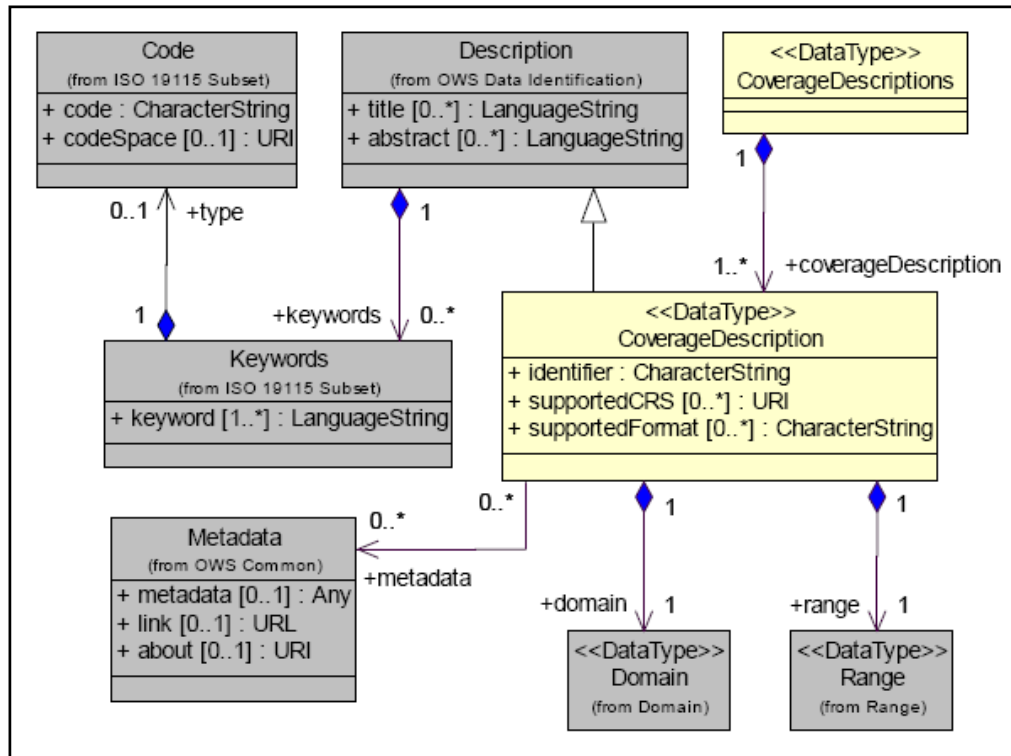 Code
(from ISO 19115 Subset)
+ code : CharacterString
+ codeSpace [0..1] : URI
Description
(from OWS Data Identification)
+ title [0..*] : LanguageString
+ abstract [0..*] : LanguageString
<<DataType>>
CoverageDescriptions
0..1
+type
1
1
+keywords
0..*
1
1..*
+coverageDescription
Keywords
(from ISO 19115 Subset)
+ keyword [1..*] : LanguageString
<<DataType>>
CoverageDescription
+ identifier : CharacterString
+ supportedCRS [0..*] : URI
+ supportedFormat [0..*] : CharacterString
0..*
0..*
+metadata
1
+domain
1
1
+range
1
Metadata
(from OWS Common)
+ metadata [0..1] : Any
+ link [0..1] : URL
+ about [0..1] : URI
<<DataType>>
Domain
(from Domain)
<<DataType>>
Range
(from Range)